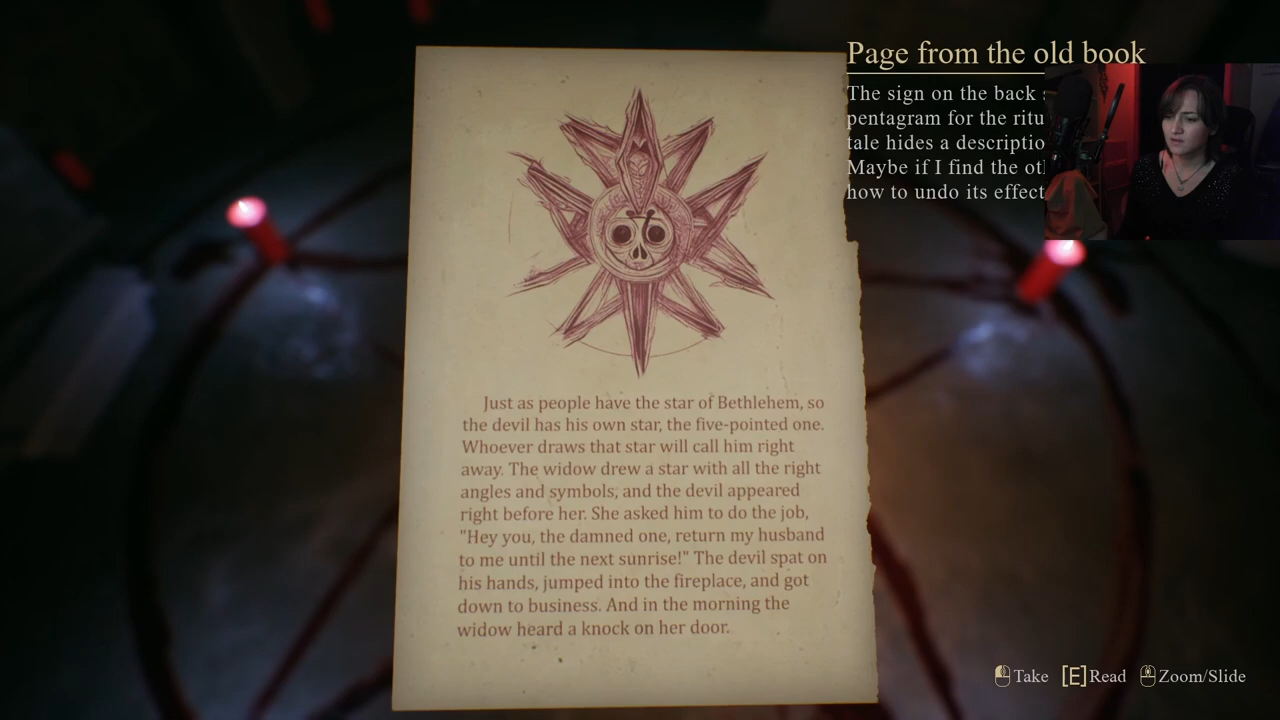 Page from the old book
The sign on the back
pentagram for the
tale hides a
Maybe if I find the
how to undo its effect
Just as people have the star of Bethlehem, so
the devil has his own star, the five-pointed one.
Whoever draws that star will call him right
away. The widow drew a star with all the right
angles and symbols, and the devil appeared
right before her. She asked him to do the job,
"Hey you, the damned one, return my husband
to me until the next sunrise!" The devil spat on
his hands, jumped into the fireplace, and got
down to business. And in the morning the
widow heard a knock on her door.
Take [E]Read Zoom/Slide